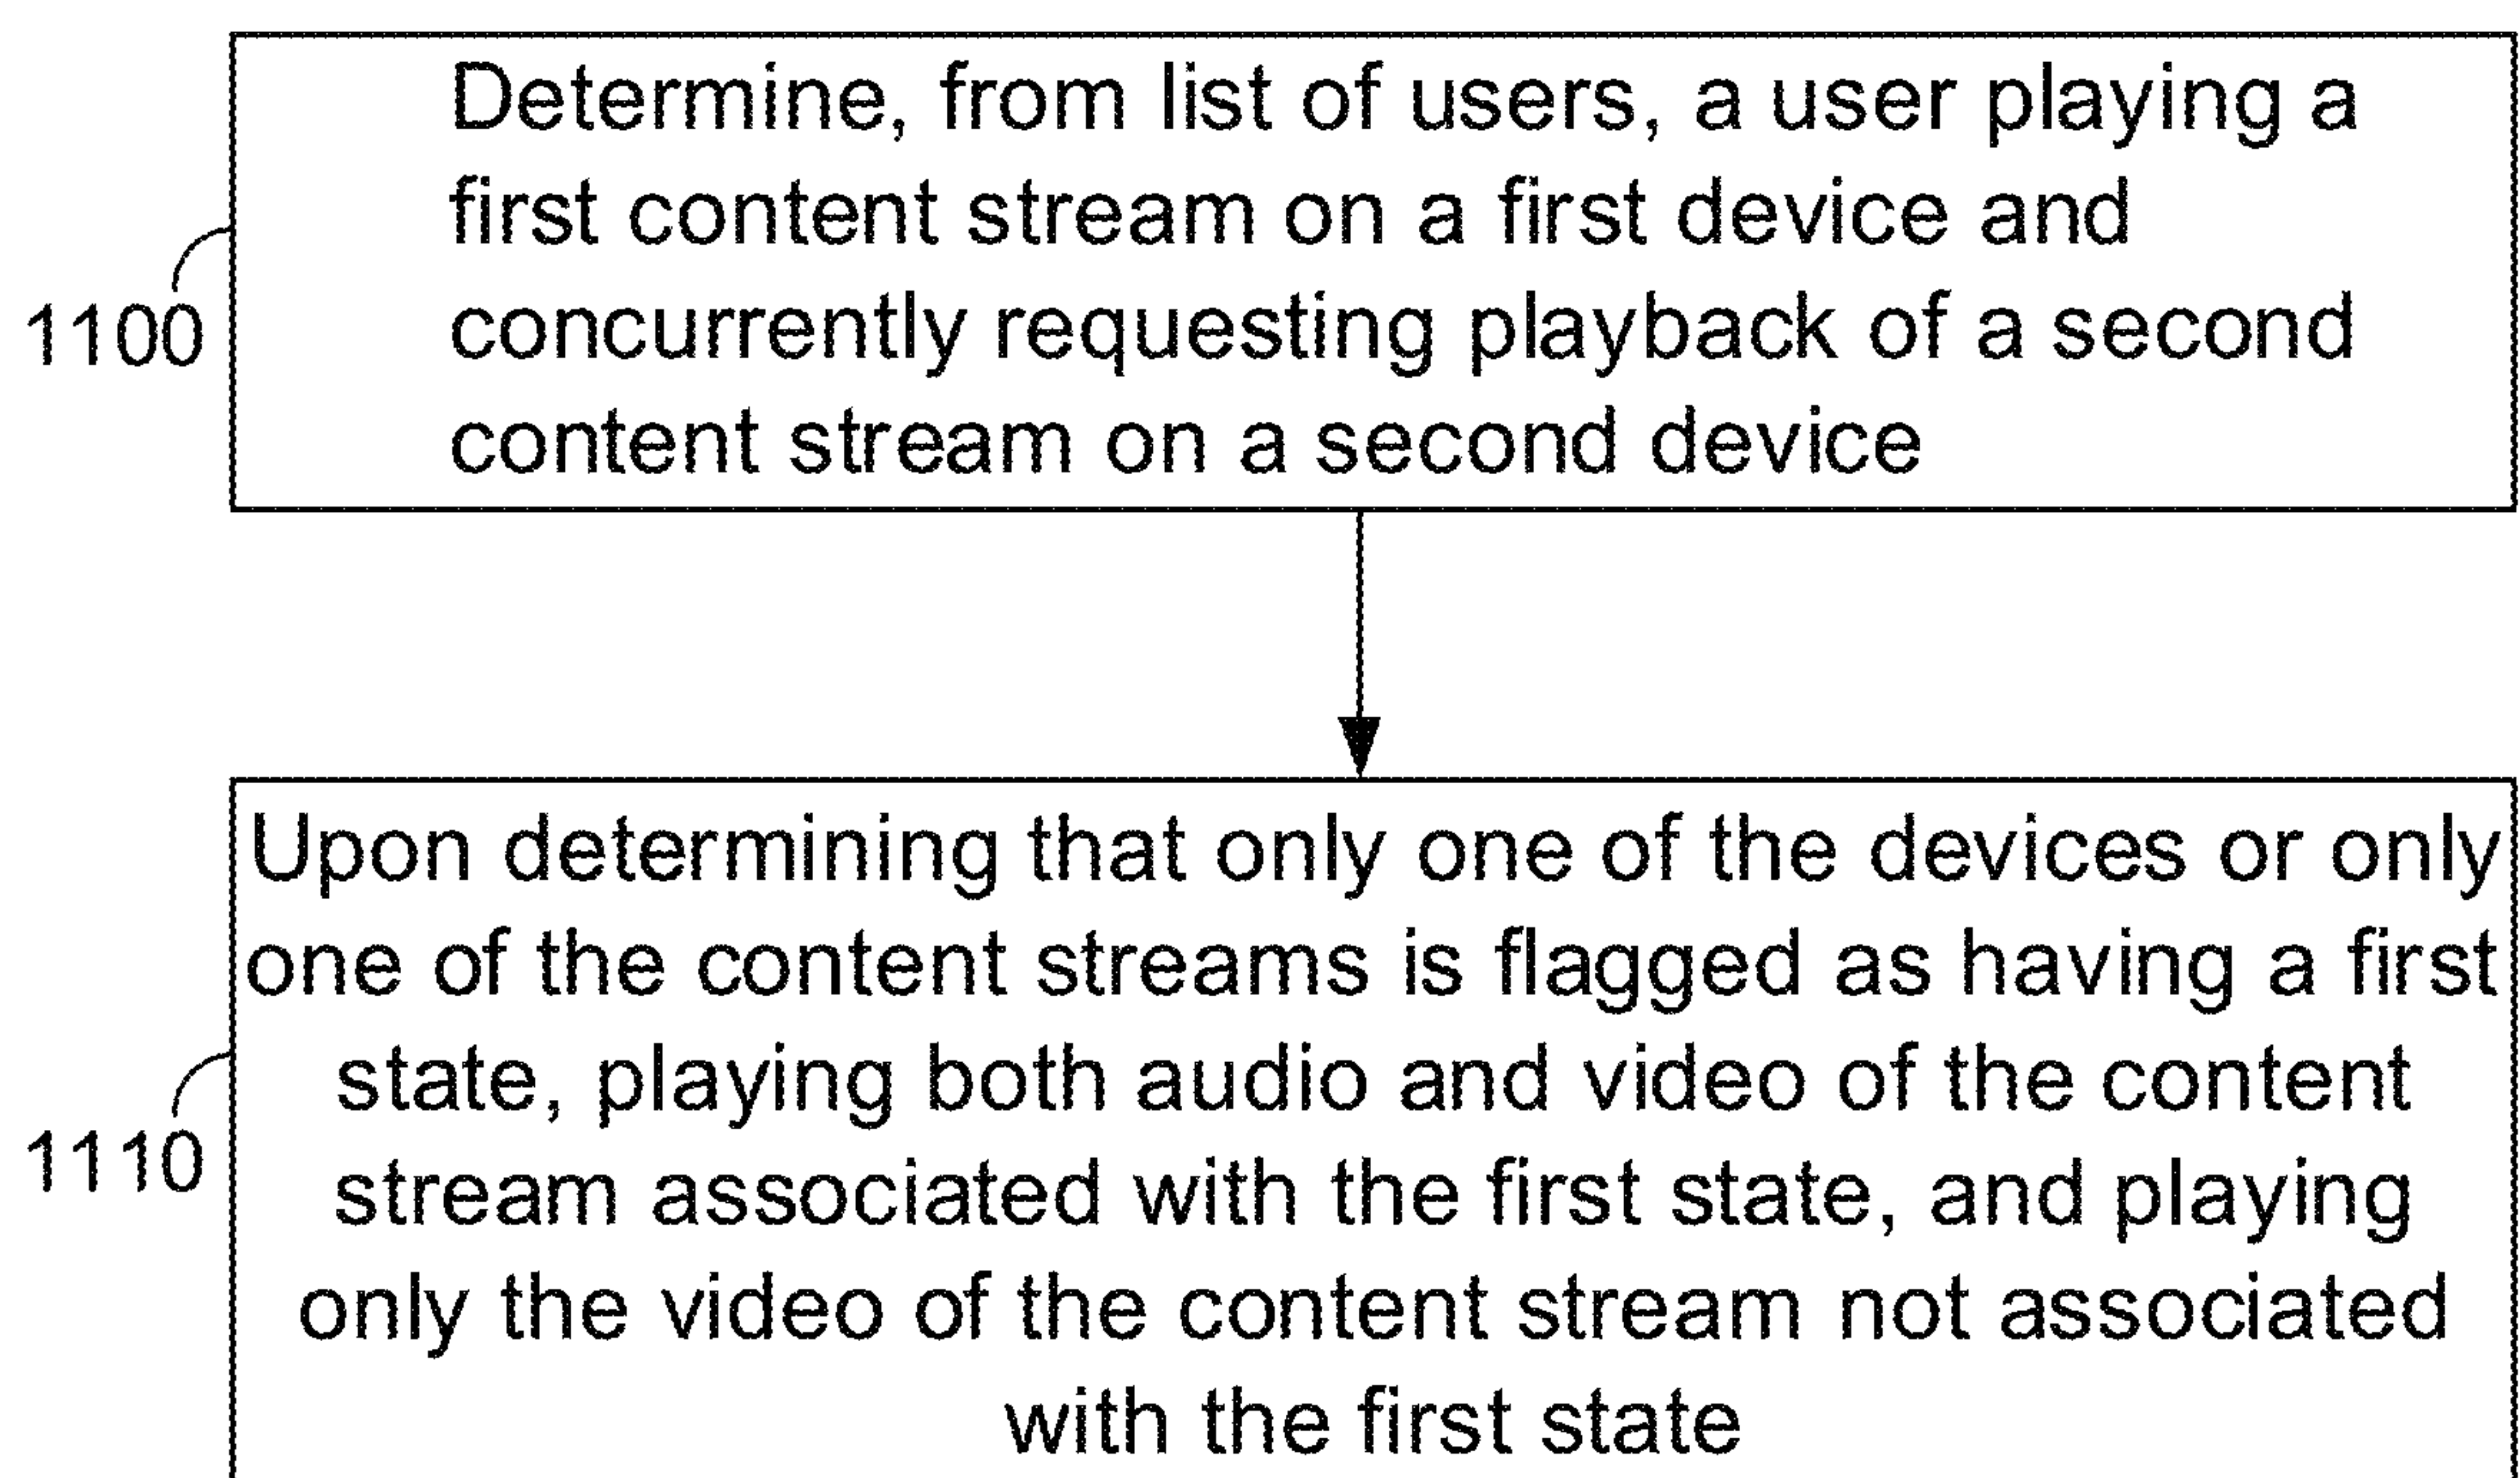 Determine, from list of users, a user playing a
first content stream on a first device and
concurrently requesting playback of a second
content stream on a second device
1100
Upon determining that only one of the devices or only
one of the content streams is flagged as having a first
state, playing both audio and video of the content
stream associated with the first state, and playing
only the video of the content stream not associated
with the first state
1110